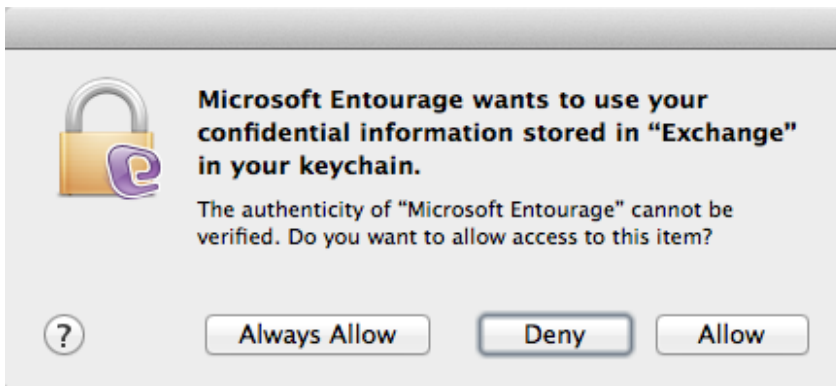 Microsoft Entourage wants to use your
confidential information stored in “Exchange”
in your keychain.
The authenticity of “Microsoft Entourage” cannot be
verified. Do you want to allow access to this item?
? Always Allow Deny Allow